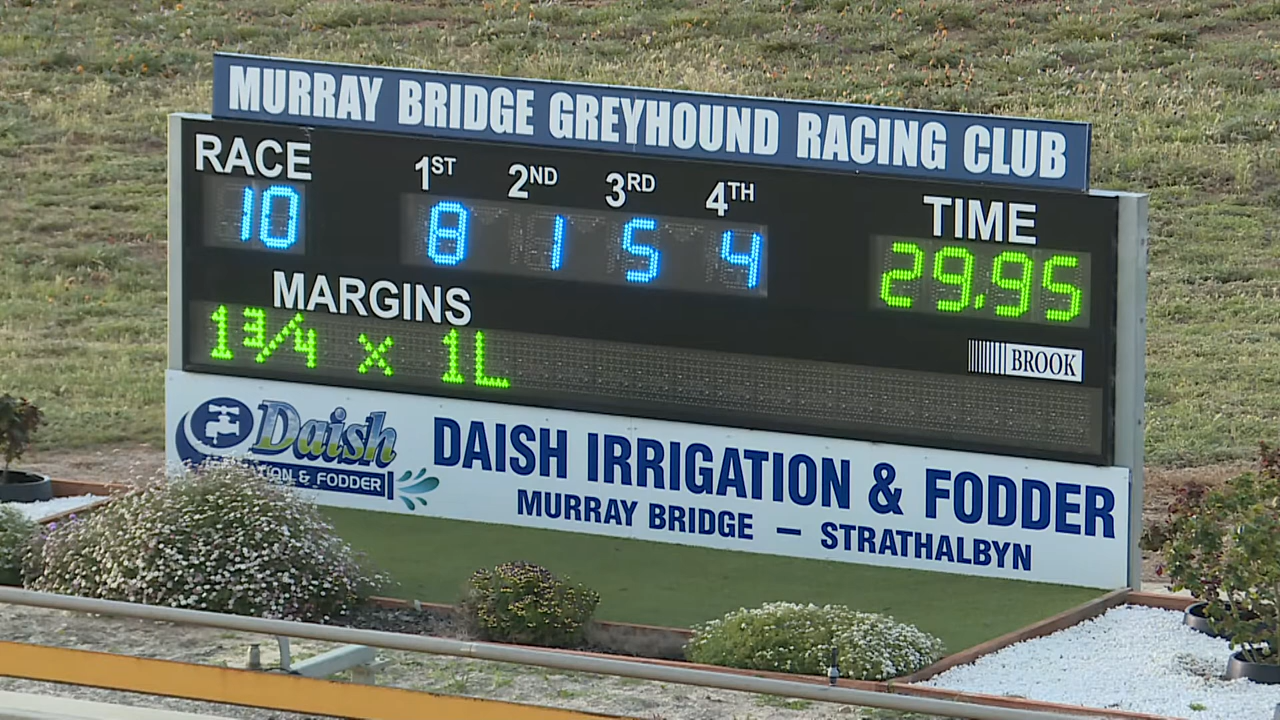 MURRAY BRIDGE GREYHOUND RACING CLUB
RACE 1ST 2ND 3RD 4TH TIME
10 8 1 5 4 29.95
MARGINS
1 3/4 x 1L
BROOK
Daish
& FODDER
DAISH IRRIGATION & FODDER
MURRAY BRIDGE – STRATHALBYN